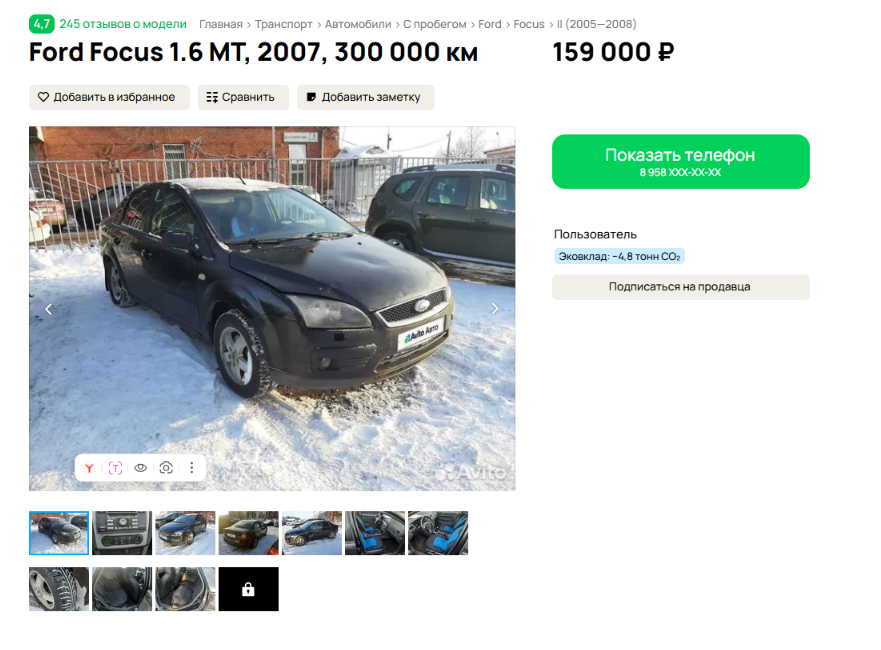 4,7 245 отзывов о модели Главная › Транспорт › Автомобили › С пробегом › Ford › Focus › II (2005—2008)
Ford Focus 1.6 MT, 2007, 300 000 км
159 000 ₽
Добавить в избранное
Сравнить
Добавить заметку
Показать телефон
8 958 XXX-XX-XX
Пользователь
Эковклад: −4,8 тонн CO₂
Подписаться на продавца
Avito Авто
Avito